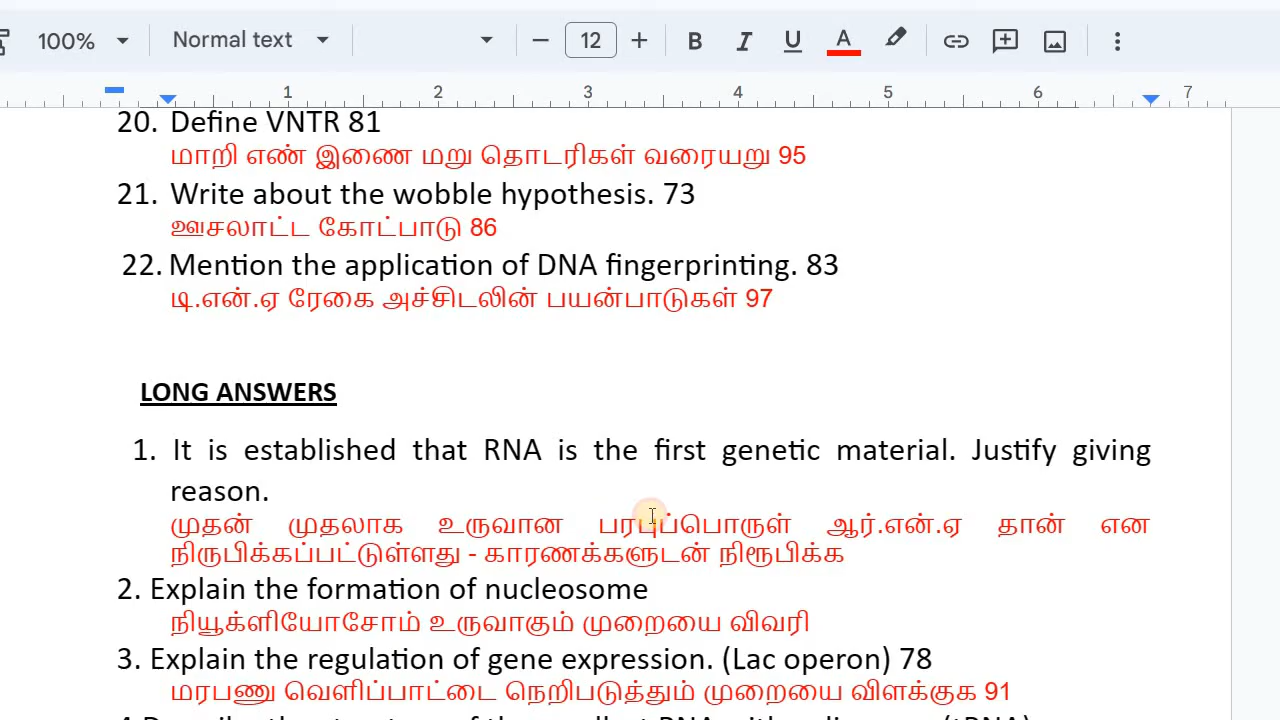 100% Normal text 12 B I U A
1 2 3 4 5 6 7
20. Define VNTR 81
மாறி எண் இணை மறு தொடரிகள் வரையறு 95
21. Write about the wobble hypothesis. 73
ஊசலாட்ட கோட்பாடு 86
22. Mention the application of DNA fingerprinting. 83
டி.என்.ஏ ரேகை அச்சிடலின் பயன்பாடுகள் 97
LONG ANSWERS
1. It is established that RNA is the first genetic material. Justify giving
reason.
முதன் முதலாக உருவான பரபுப்பொருள் ஆர்.என்.ஏ தான் என
நிருபிக்கப்பட்டுள்ளது - காரணக்களுடன் நிரூபிக்க
2. Explain the formation of nucleosome
நியூக்ளியோசோம் உருவாகும் முறையை விவரி
3. Explain the regulation of gene expression. (Lac operon) 78
மரபணு வெளிப்பாட்டை நெறிபடுத்தும் முறையை விளக்குக 91